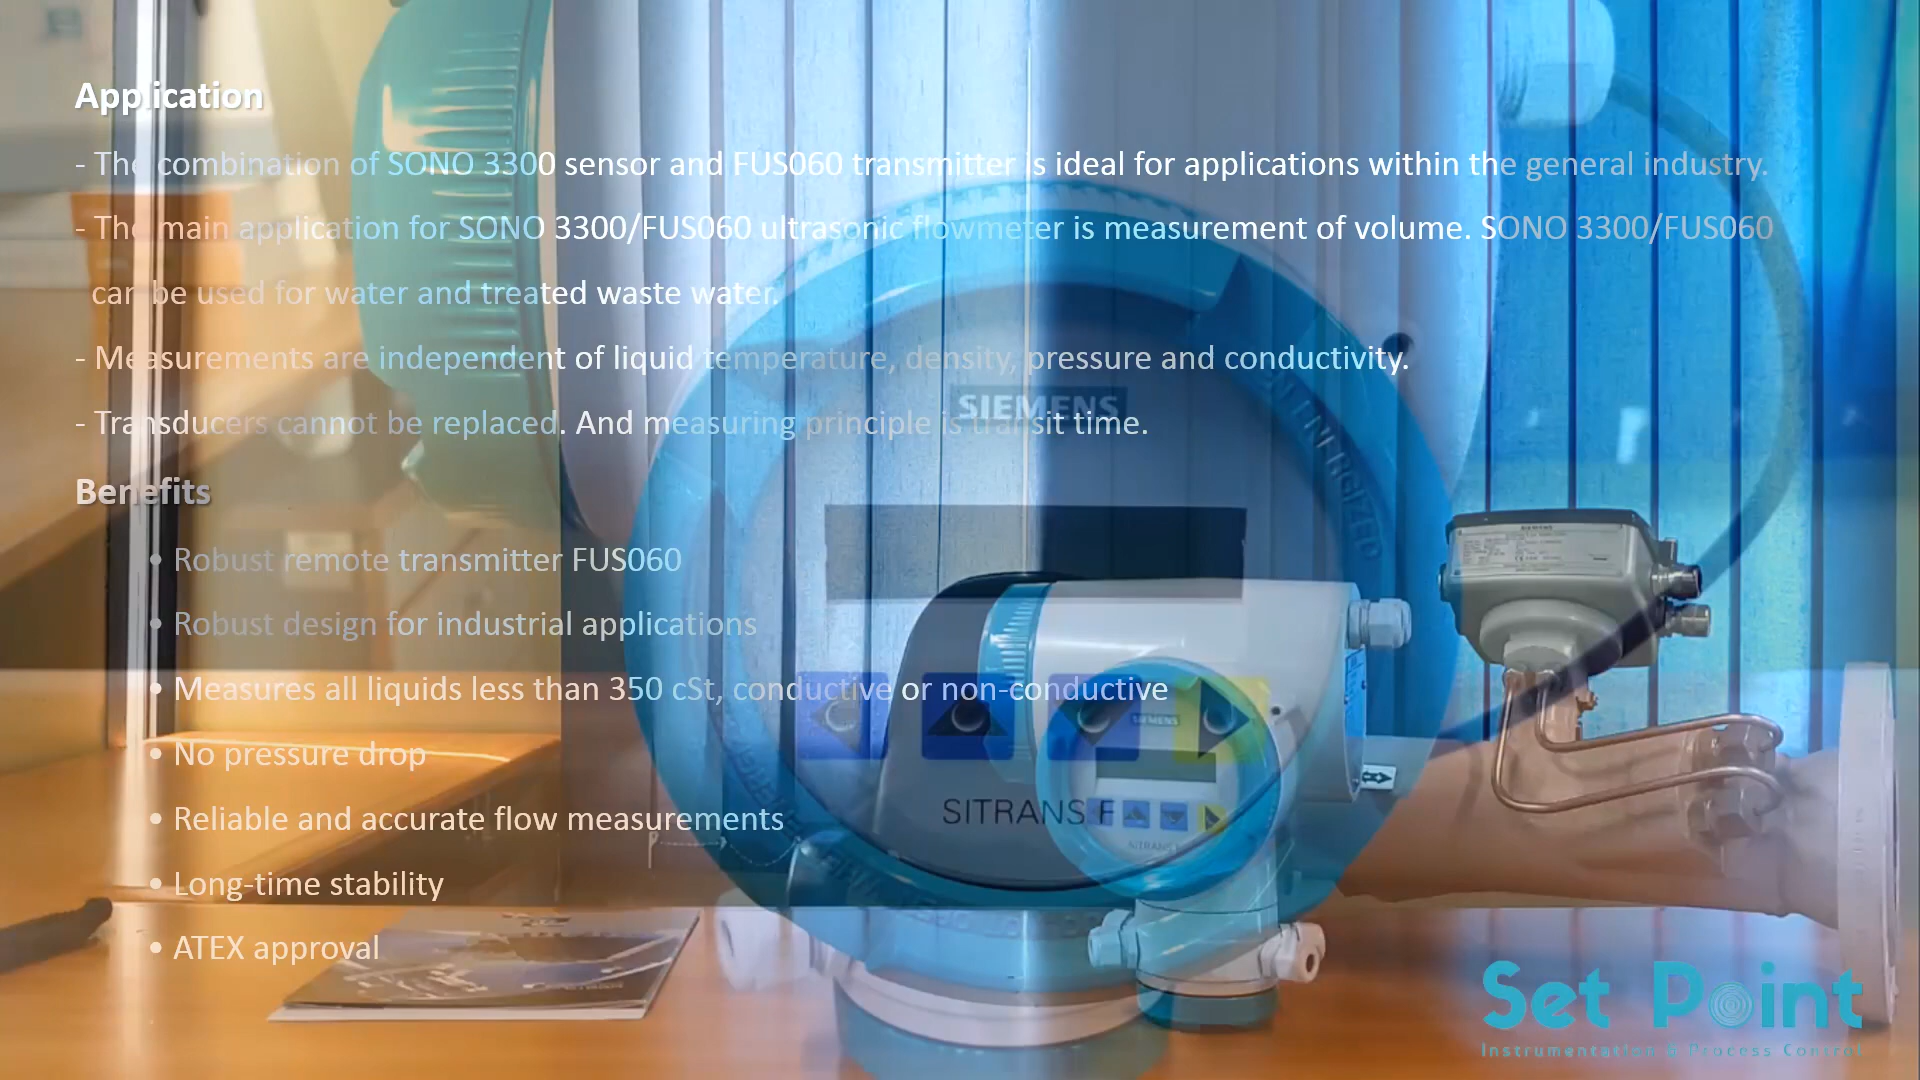 Application
- The combination of SONO 3300 sensor and FUS060 transmitter is ideal for applications within the general industry.
- The main application for SONO 3300/FUS060 ultrasonic flowmeter is measurement of volume. SONO 3300/FUS060
can be used for water and treated waste water.
- Measurements are independent of liquid temperature, density, pressure and conductivity.
- Transducers cannot be replaced. And measuring principle is transit time.
SIEMENS
Benefits
• Robust remote transmitter FUS060
• Robust design for industrial applications
• Measures all liquids less than 350 cSt, conductive or non-conductive
• No pressure drop
• Reliable and accurate flow measurements
• Long-time stability
• ATEX approval
SIEMENS
SIEMENS
SITRANS F
Set Point
Instrumentation & Process Control